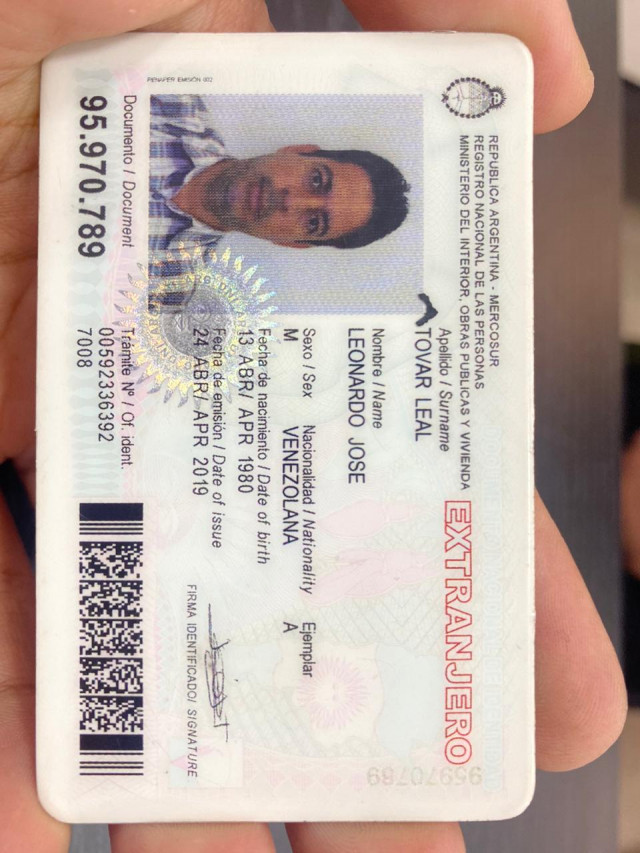 REPUBLICA ARGENTINA - MERCOSUR
REGISTRO NACIONAL DE LAS PERSONAS
MINISTERIO DEL INTERIOR, OBRAS PUBLICAS Y VIVIENDA
EXTRANJERO
Apellido / Surname
TOVAR LEAL
Nombre / Name
LEONARDO JOSE
Sexo / Sex Nacionalidad / Nationality Ejemplar
M VENEZOLANA A
Fecha de nacimiento / Date of birth
13 ABR/ APR 1980
Fecha de emisión / Date of issue
24 ABR/ APR 2019
FIRMA IDENTIFICADO/ SIGNATURE
Documento / Document
95.970.789
Trámite Nº / Of. ident.
00592336392
7008
95970789